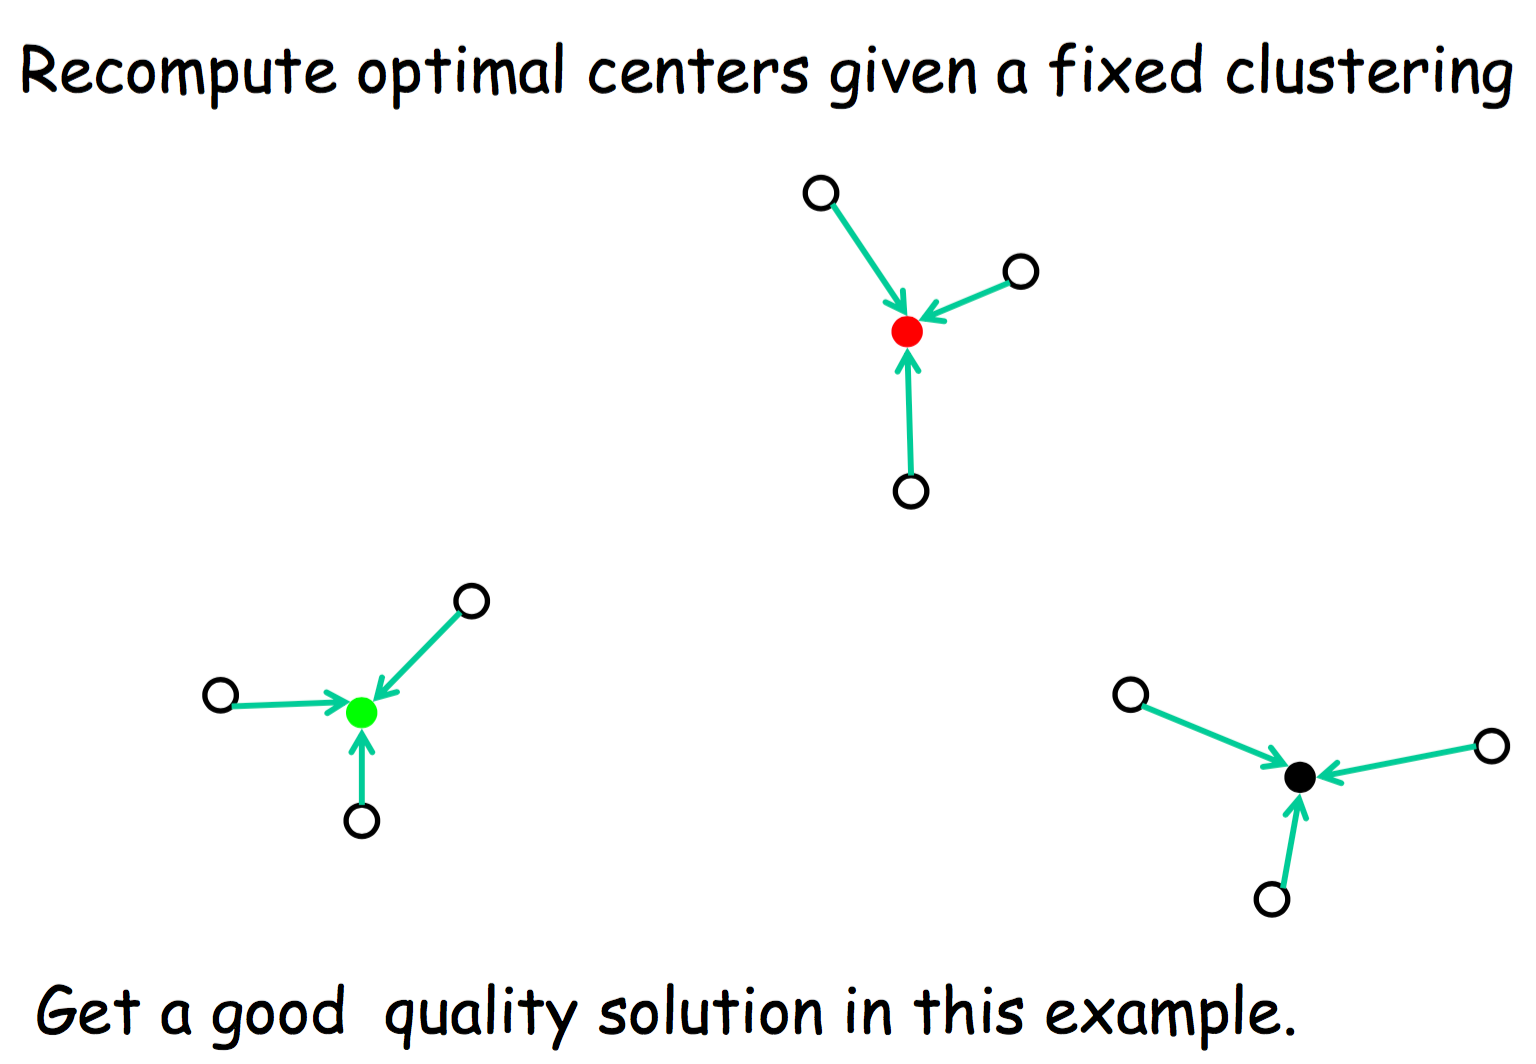 Recompute optimal centers given a fixed clustering
Get a good quality solution in this example.